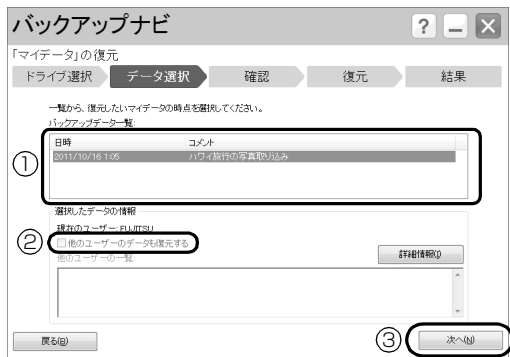 バックアップナビ ? – ×
「マイデータ」の復元
ドライブ選択 データ選択 確認 復元 結果
一覧から、復元したいマイデータの時点を選択してください。
バックアップデータ一覧:
日時 コメント
① 2011/10/16 1:05 ハワイ旅行の写真取り込み
選択したデータの情報
現在のユーザー: FUJITSU
② 他のユーザーのデータも復元する
他のユーザーの一覧: 詳細情報(I)
戻る(B) ③ 次へ(N)